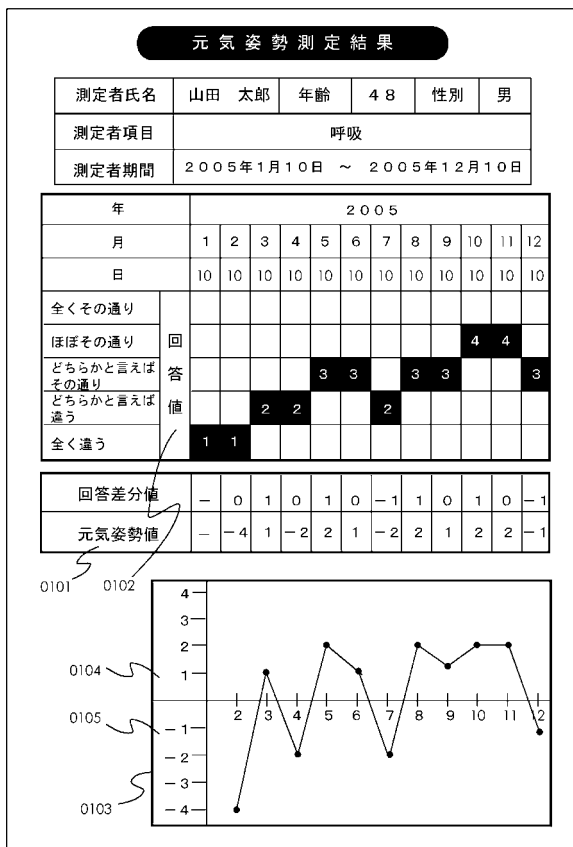 元気姿勢測定結果
測定者氏名 山田 太郎 年齢 48 性別 男
測定者項目 呼吸
測定者期間 2005年1月10日 ~ 2005年12月10日
年 2005
月 1 2 3 4 5 6 7 8 9 10 11 12
日 10 10 10 10 10 10 10 10 10 10 10 10
回答値
全くその通り
ほぼその通り 4 4
どちらかと言えば
その通り 3 3 3 3 3
どちらかと言えば
違う 2 2 2
全く違う 1 1
回答差分値 − 0 1 0 1 0 −1 1 0 1 0 −1
元気姿勢値 − −4 1 −2 2 1 −2 2 1 2 2 −1
0101
0102
4
3
2
0104
1
2 3 4 5 6 7 8 9 10 11 12
0105
−1
−2
0103
−3
−4